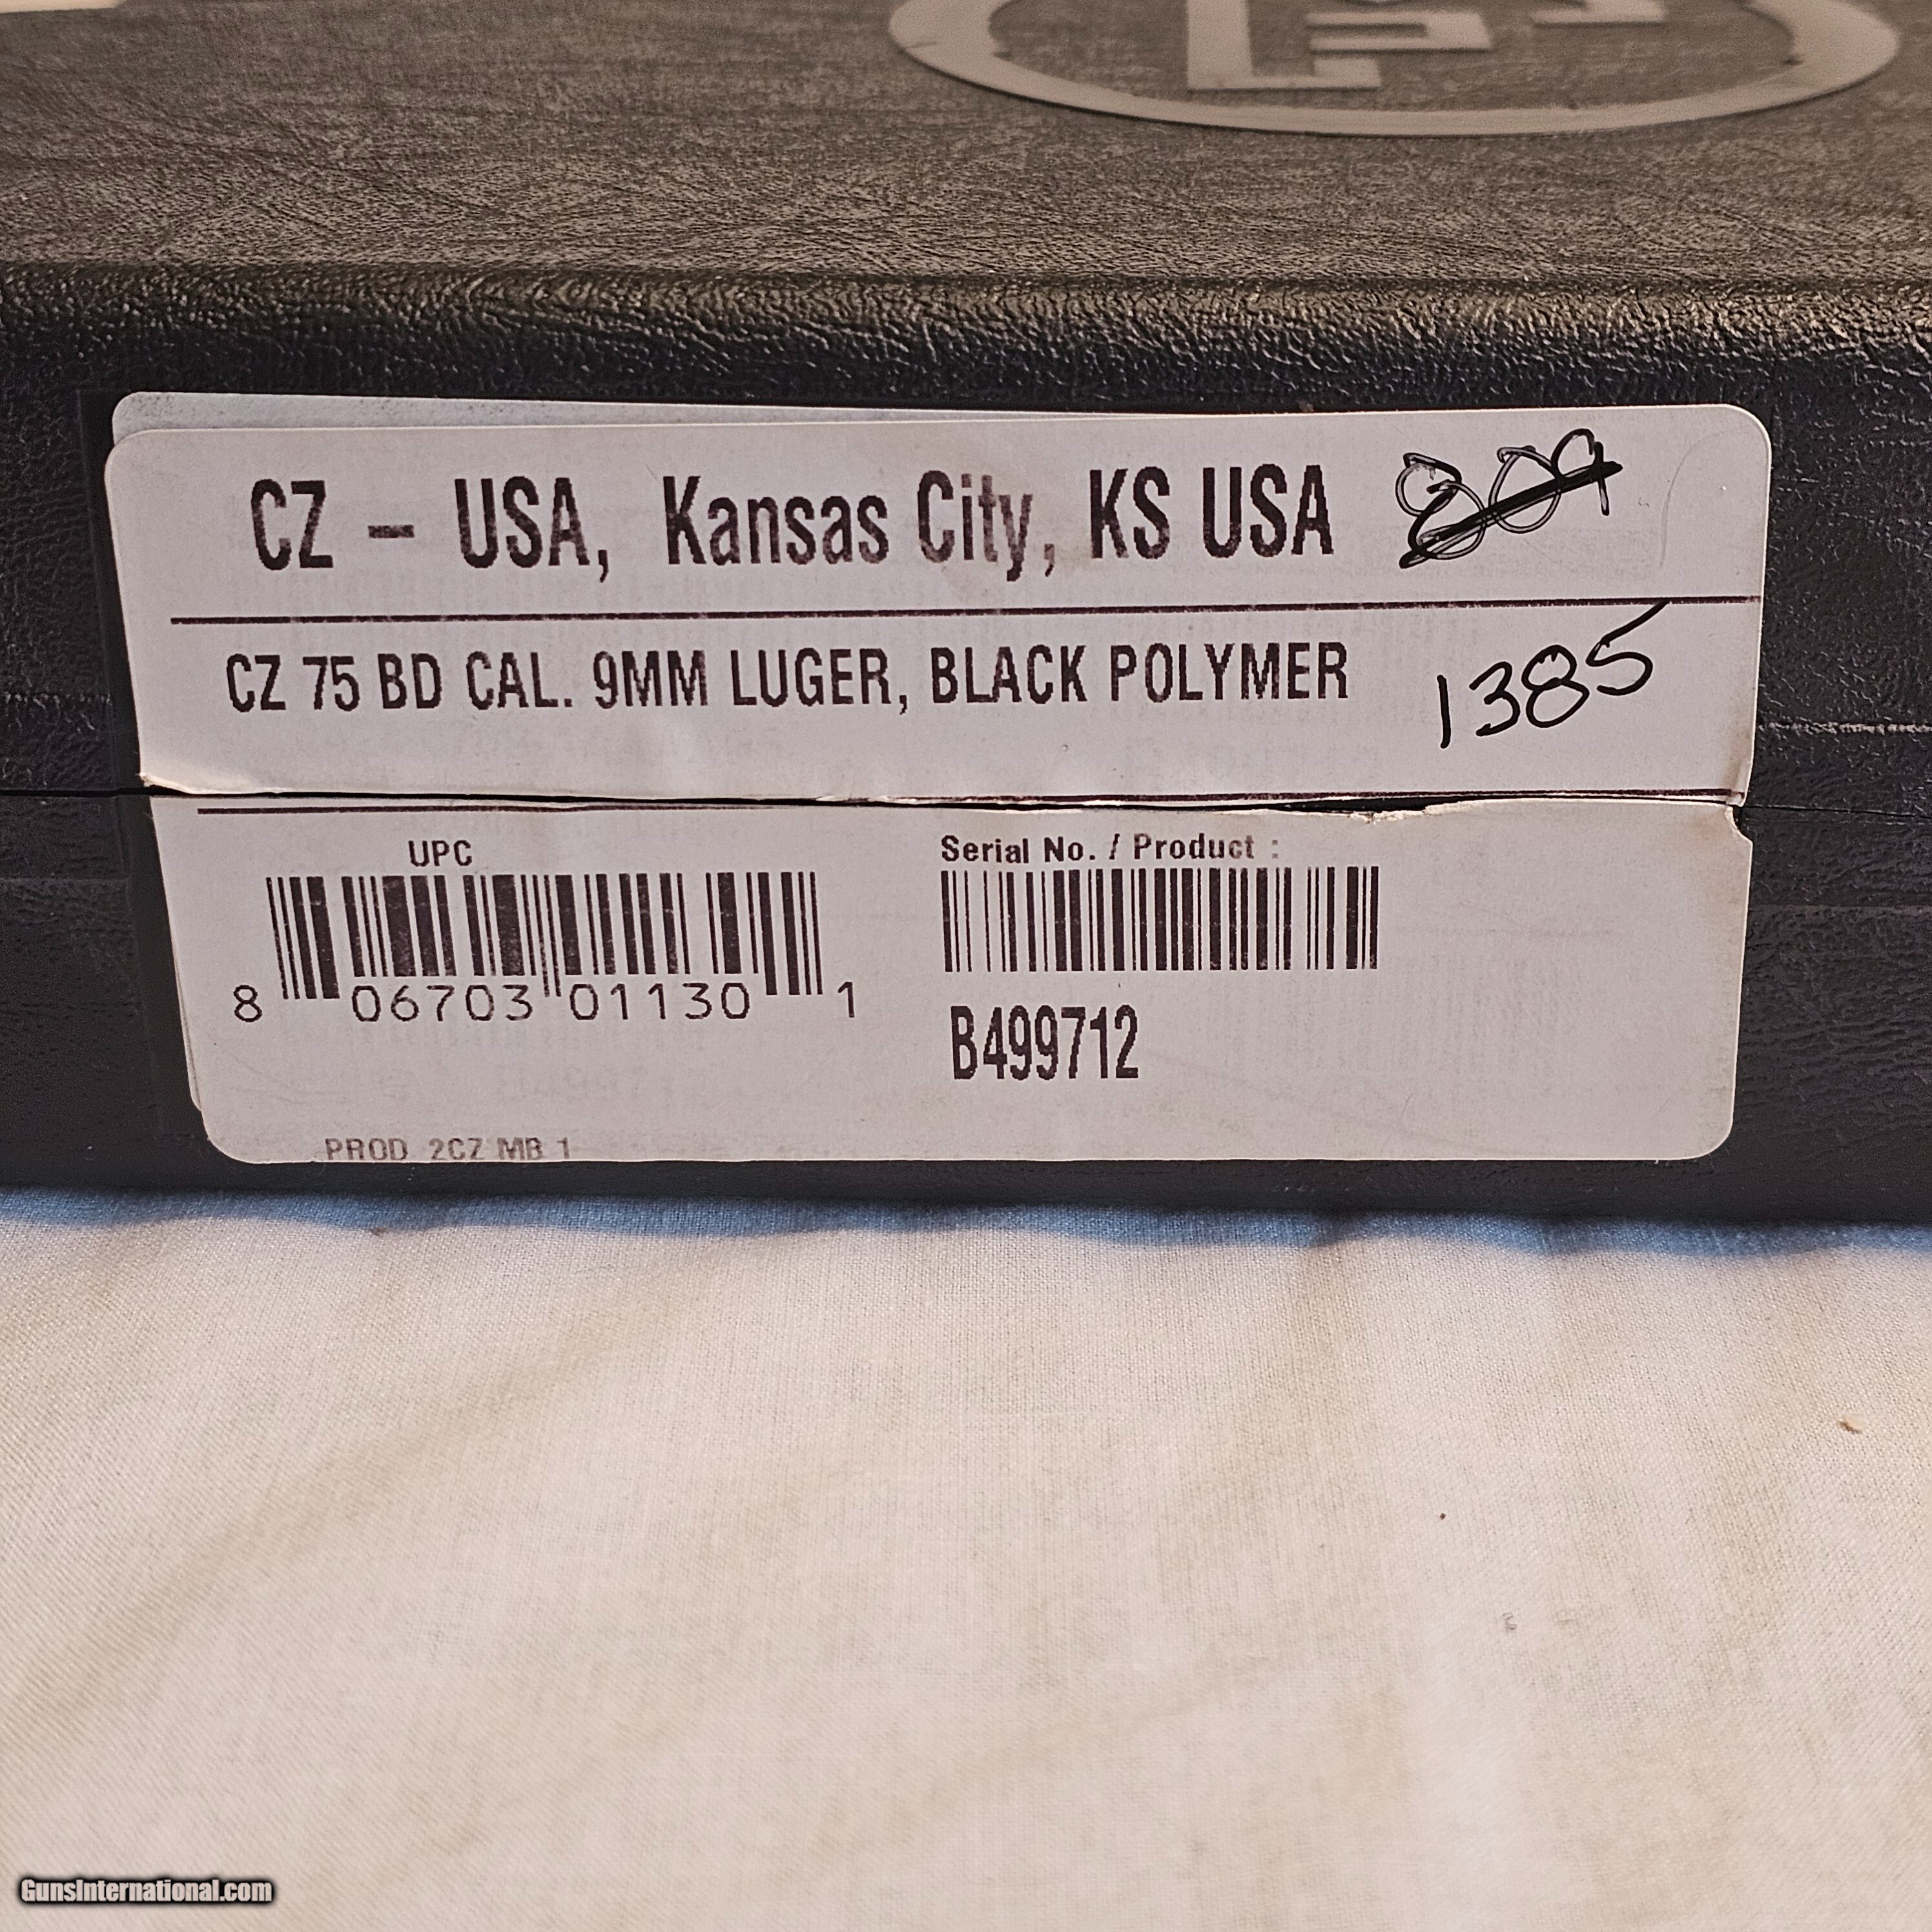 CZ - USA, Kansas City, KS USA
CZ 75 BD CAL. 9MM LUGER, BLACK POLYMER 1385
UPC
8 06703 01130 1
Serial No. / Product :
B499712
PROD 2CZ MB 1
GunsInternational.com